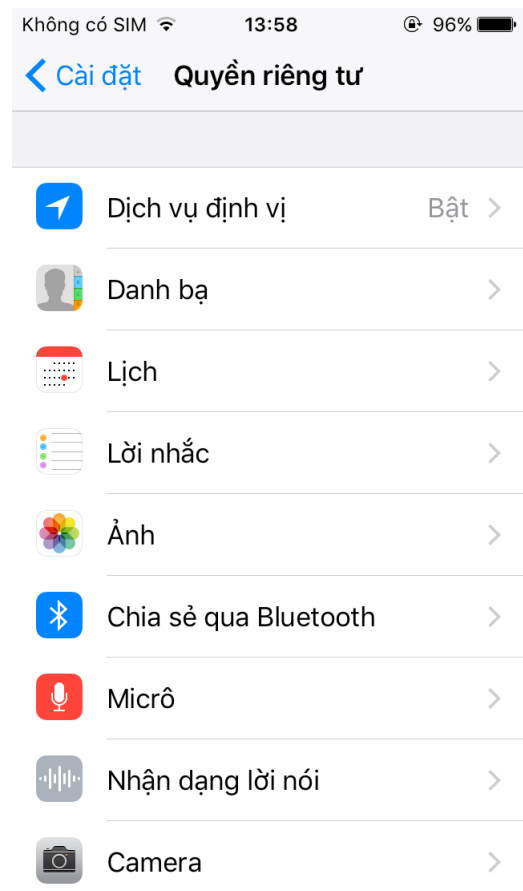 Không có SIM 13:58 96%
Cài đặt Quyền riêng tư
Dịch vụ định vị Bật
Danh bạ
Lịch
Lời nhắc
Ảnh
Chia sẻ qua Bluetooth
Micrô
Nhận dạng lời nói
Camera